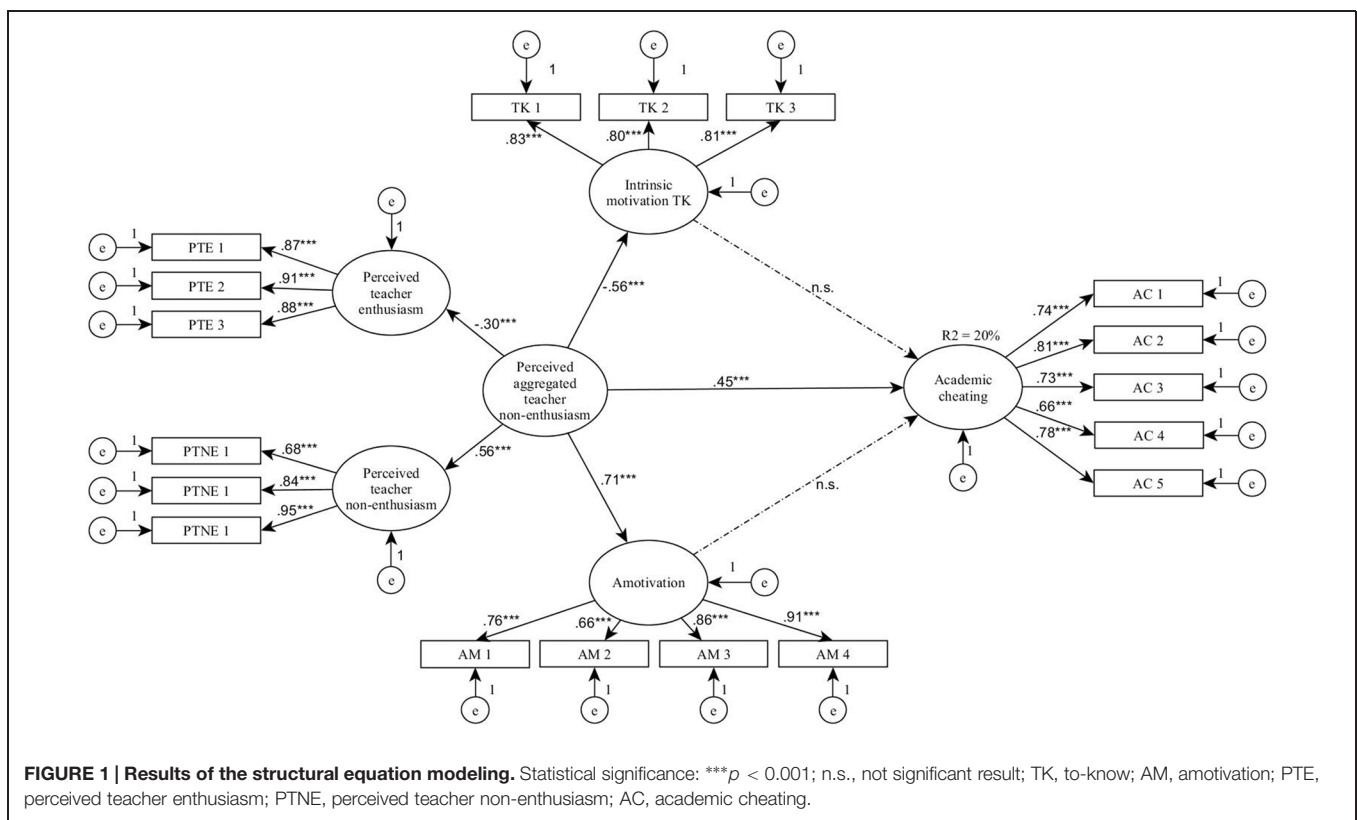 e
e
e
1
1
1
TK 1
TK 2
TK 3
.83***
.80***
.81***
Intrinsic
motivation TK
1
e
e
1
e
1
PTE 1
.87***
e
1
PTE 2
.91***
e
1
PTE 3
.88***
Perceived
teacher
enthusiasm
-.30***
-.56***
n.s.
Perceived
aggregated
teacher
non-enthusiasm
.45***
R2 = 20%
Academic
cheating
1
e
.74***
AC 1
1
e
.81***
AC 2
1
e
.73***
AC 3
1
e
.66***
AC 4
1
e
.78***
AC 5
1
e
e
1
PTNE 1
.68***
e
1
PTNE 1
.84***
e
1
PTNE 1
.95***
Perceived
teacher
non-enthusiasm
1
e
.56***
.71***
n.s.
Amotivation
1
e
.76***
.66***
.86***
.91***
AM 1
AM 2
AM 3
AM 4
1
1
1
1
e
e
e
e
FIGURE 1 | Results of the structural equation modeling. Statistical significance: ***p < 0.001; n.s., not significant result; TK, to-know; AM, amotivation; PTE,
perceived teacher enthusiasm; PTNE, perceived teacher non-enthusiasm; AC, academic cheating.